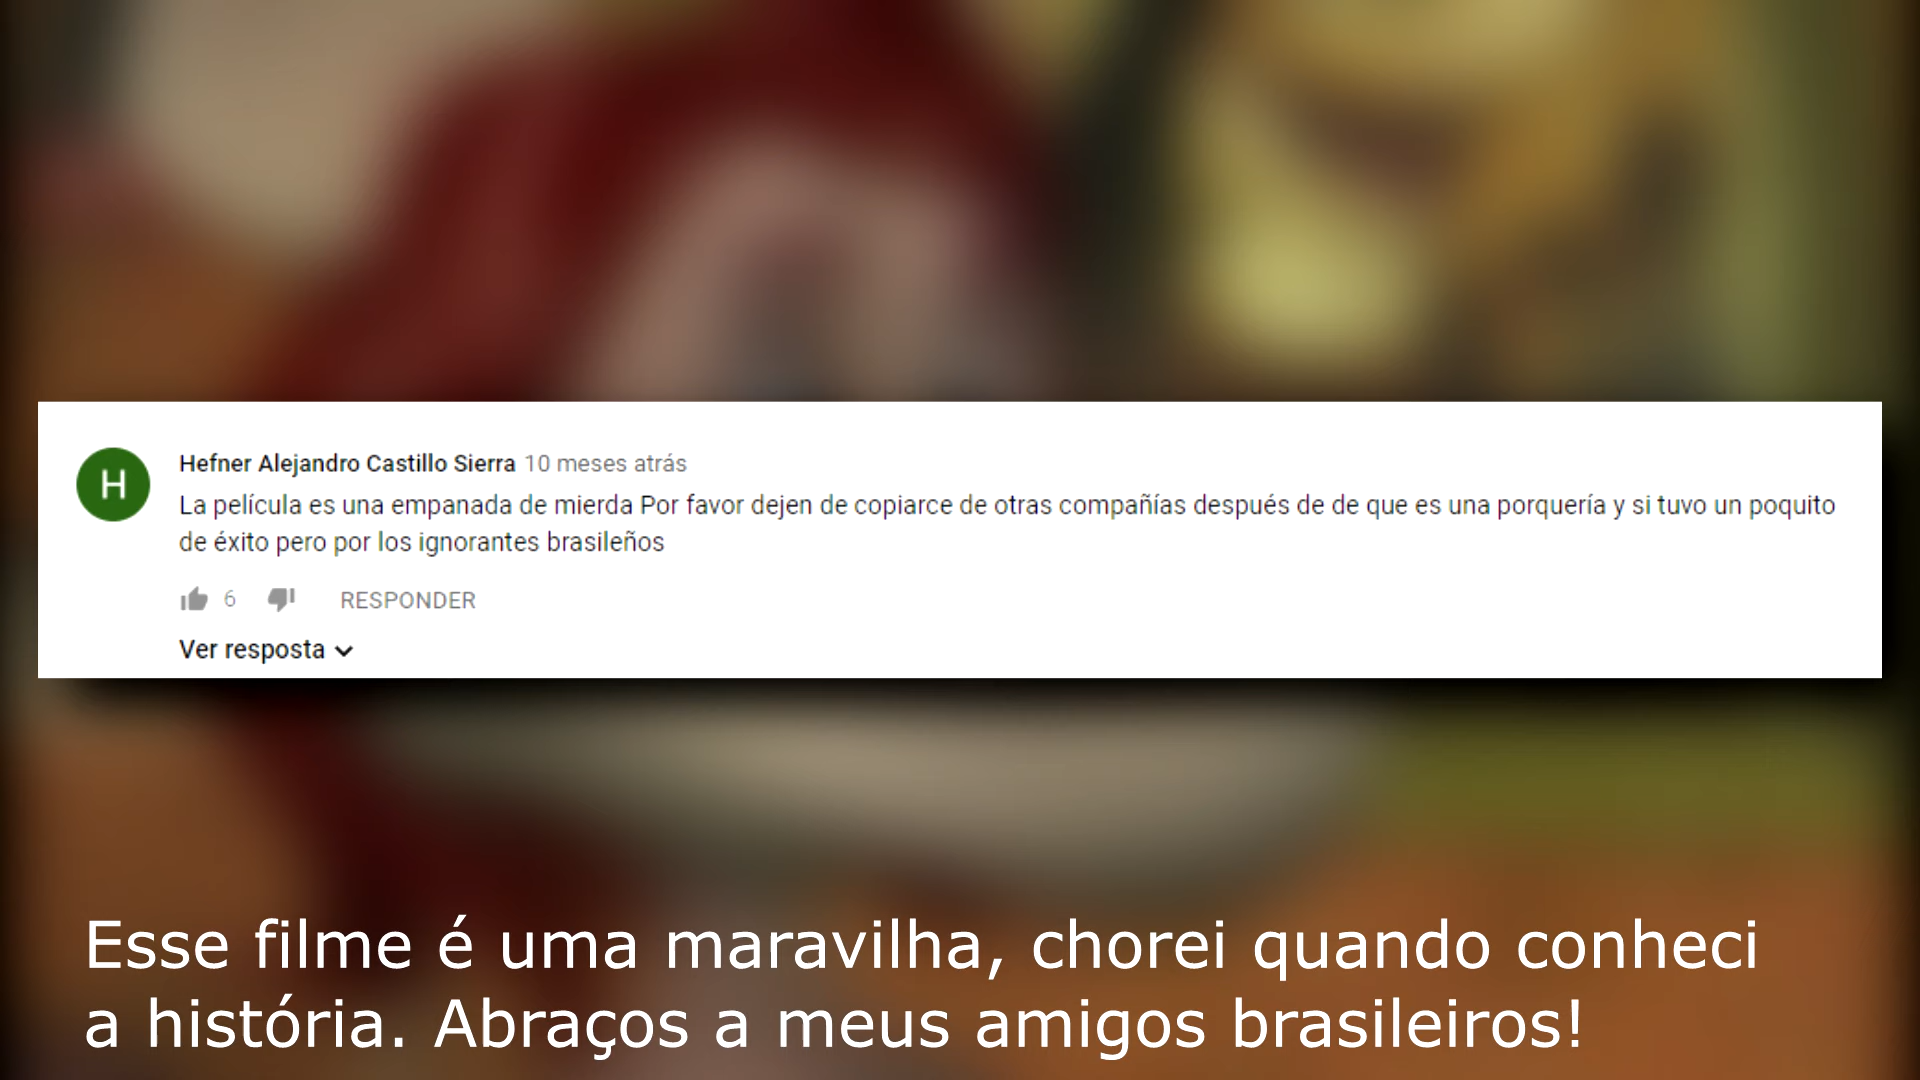 H
Hefner Alejandro Castillo Sierra 10 meses atrás
La película es una empanada de mierda Por favor dejen de copiarce de otras compañías después de de que es una porquería y si tuvo un poquito
de éxito pero por los ignorantes brasileños
6 RESPONDER
Ver resposta
Esse filme é uma maravilha, chorei quando conheci
a história. Abraços a meus amigos brasileiros!